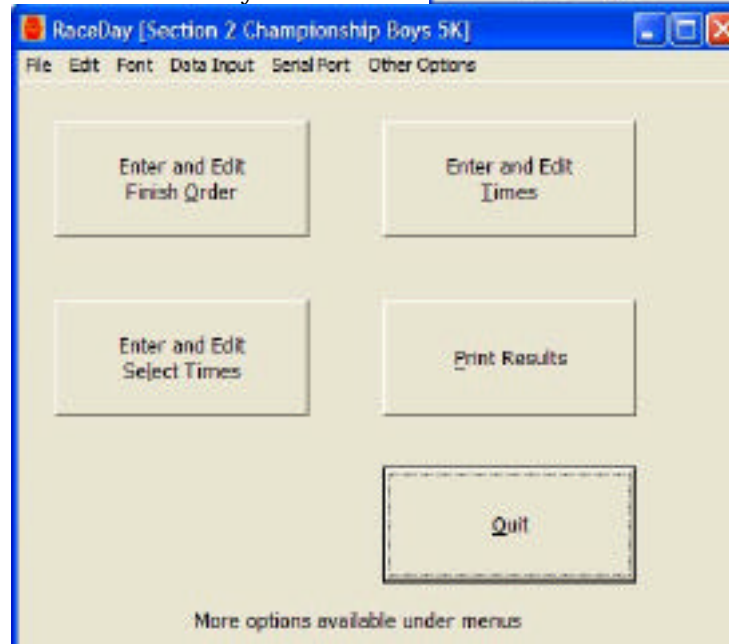 RaceDay [Section 2 Championship Boys 5K]
File Edit Font Data Input Serial Port Other Options
Enter and Edit
Finish Order
Enter and Edit
Times
Enter and Edit
Select Times
Print Results
Quit
More options available under menus